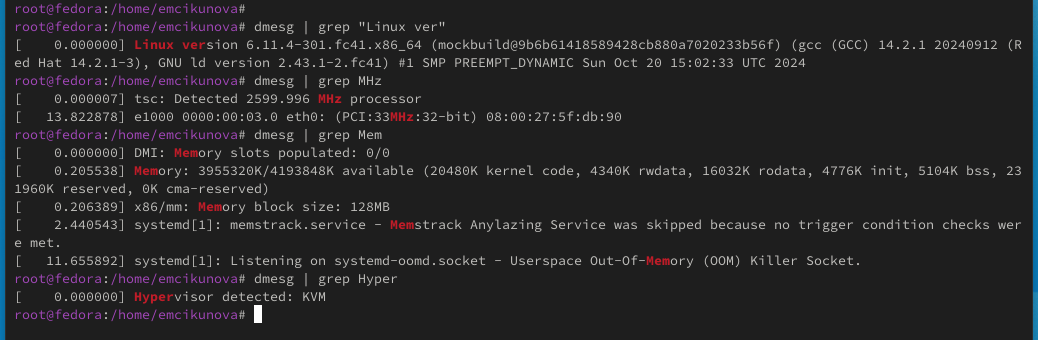 root@fedora:/home/emcikunova#
root@fedora:/home/emcikunova# dmesg | grep "Linux ver"
[    0.000000] Linux version 6.11.4-301.fc41.x86_64 (mockbuild@9b6b61418589428cb880a7020233b56f) (gcc (GCC) 14.2.1 20240912 (R
ed Hat 14.2.1-3), GNU ld version 2.43.1-2.fc41) #1 SMP PREEMPT_DYNAMIC Sun Oct 20 15:02:33 UTC 2024
root@fedora:/home/emcikunova# dmesg | grep MHz
[    0.000007] tsc: Detected 2599.996 MHz processor
[   13.822878] e1000 0000:00:03.0 eth0: (PCI:33MHz:32-bit) 08:00:27:5f:db:90
root@fedora:/home/emcikunova# dmesg | grep Mem
[    0.000000] DMI: Memory slots populated: 0/0
[    0.205538] Memory: 3955320K/4193848K available (20480K kernel code, 4340K rwdata, 16032K rodata, 4776K init, 5104K bss, 23
1960K reserved, 0K cma-reserved)
[    0.206389] x86/mm: Memory block size: 128MB
[    2.440543] systemd[1]: memstrack.service - Memstrack Anylazing Service was skipped because no trigger condition checks wer
e met.
[   11.655892] systemd[1]: Listening on systemd-oomd.socket - Userspace Out-Of-Memory (OOM) Killer Socket.
root@fedora:/home/emcikunova# dmesg | grep Hyper
[    0.000000] Hypervisor detected: KVM
root@fedora:/home/emcikunova#